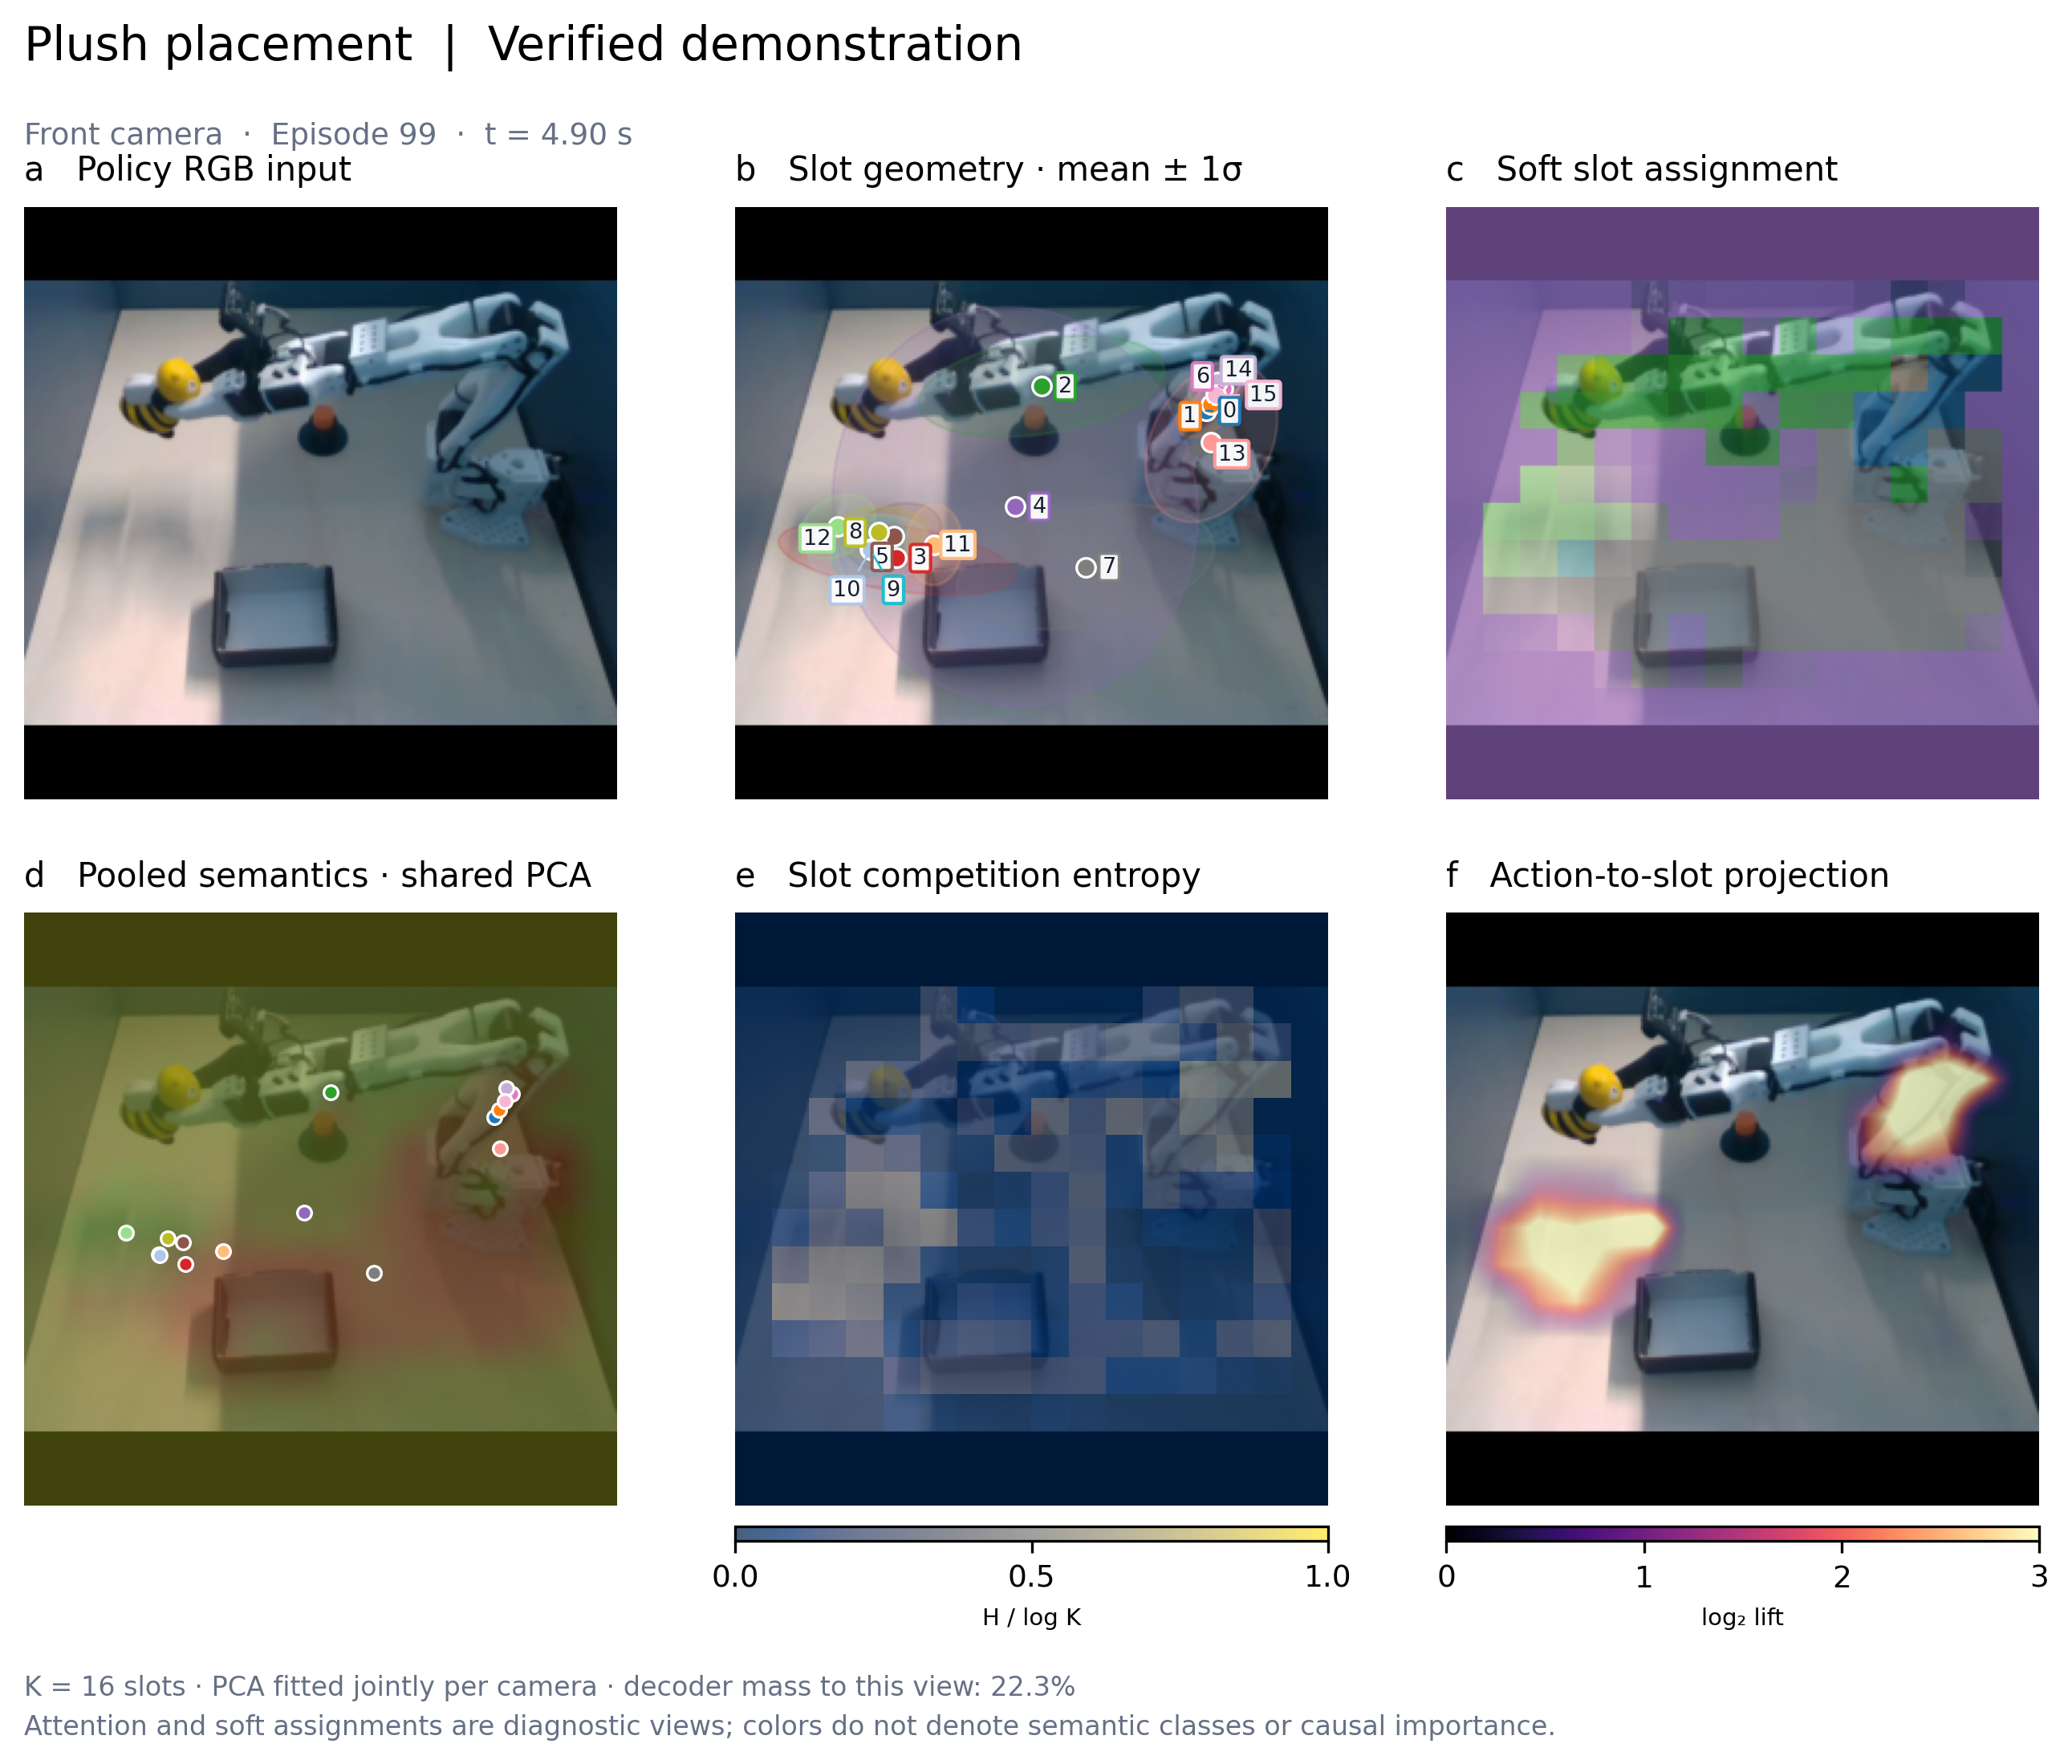 Plush placement | Verified demonstration
Front camera · Episode 99 · t = 4.90 s
a Policy RGB input
b Slot geometry · mean ± 1σ
c Soft slot assignment
2
6
14
15
1
0
13
4
12
8
5
3
11
7
10
9
d Pooled semantics · shared PCA
e Slot competition entropy
f Action-to-slot projection
0.0 0.5 1.0
H / log K
0 1 2 3
log₂ lift
K = 16 slots · PCA fitted jointly per camera · decoder mass to this view: 22.3%
Attention and soft assignments are diagnostic views; colors do not denote semantic classes or causal importance.